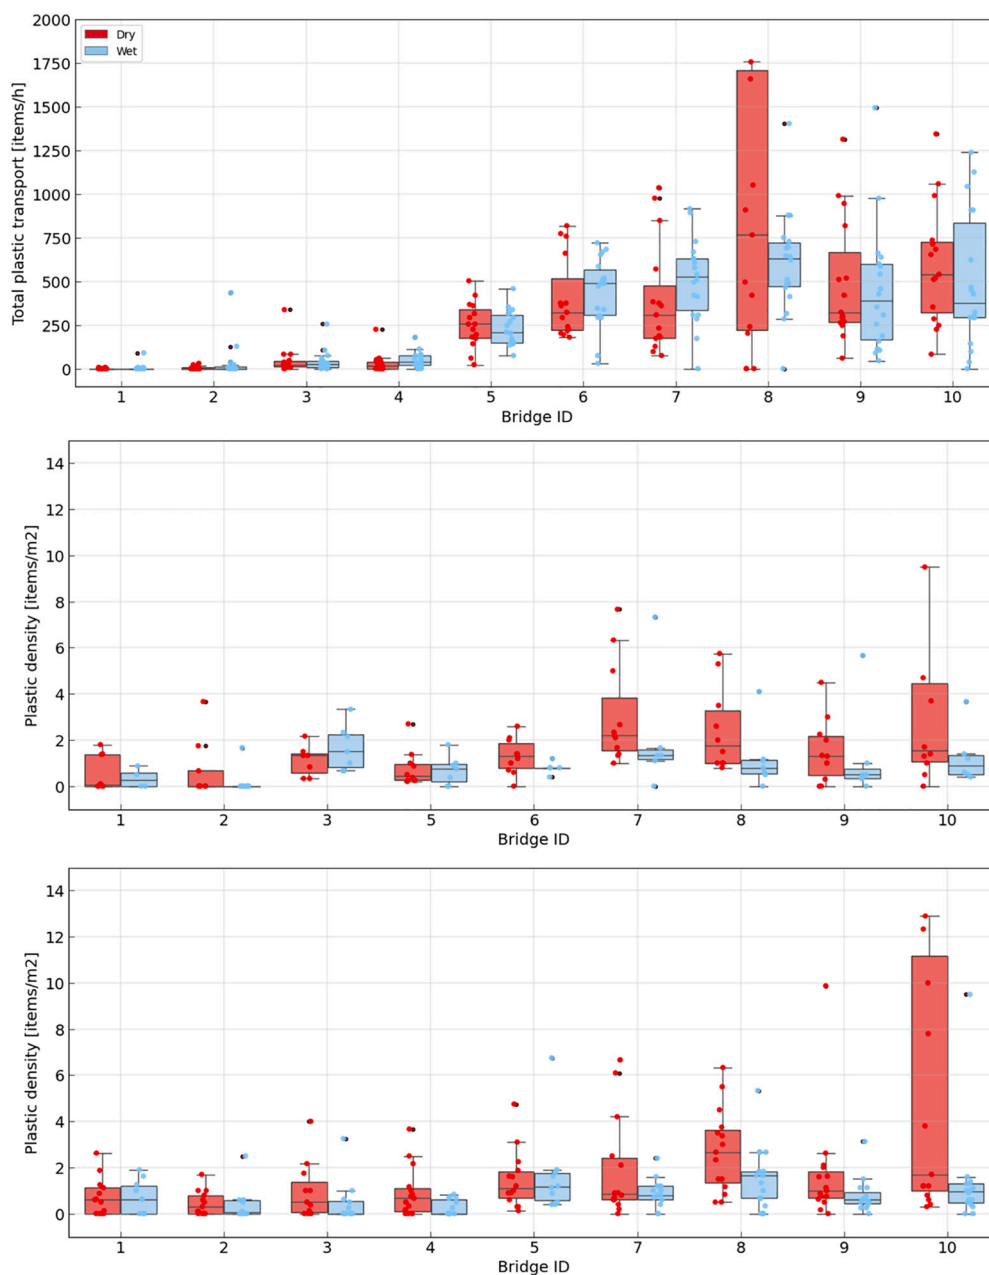 2000
1750
1500
1250
1000
750
500
250
0
Total plastic transport [items/h]
Dry
Wet
1 2 3 4 5 6 7 8 9 10
Bridge ID
14
12
10
8
6
4
2
0
Plastic density [items/m2]
1 2 3 5 6 7 8 9 10
Bridge ID
14
12
10
8
6
4
2
0
Plastic density [items/m2]
1 2 3 4 5 7 8 9 10
Bridge ID